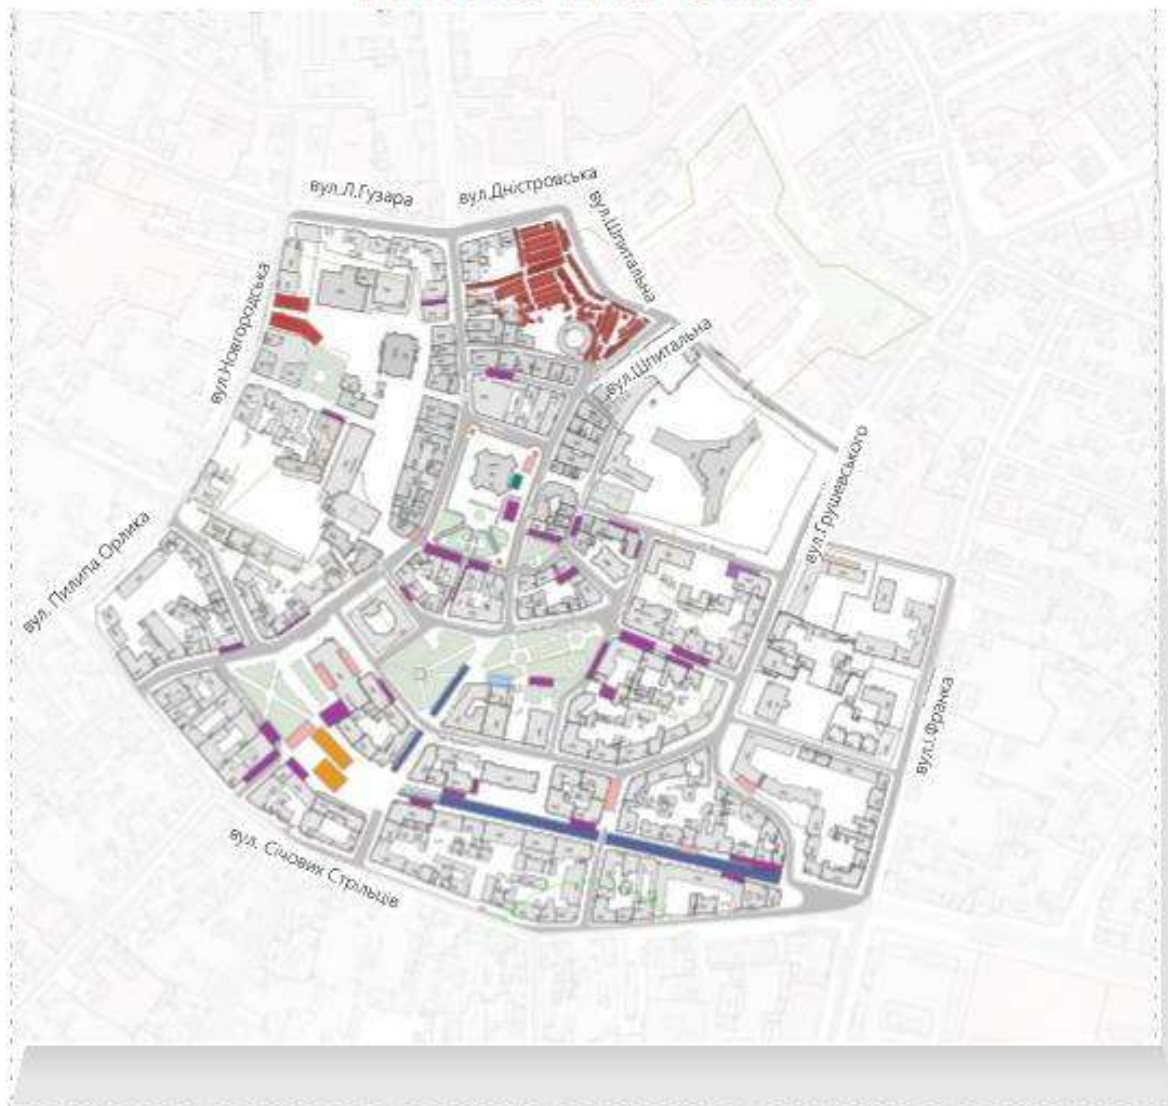 вул.Л.Гузара
вул.Дністровська
вул.Шпитальна
вул.Новгородська
вул.Шпитальна
вул.Грушевського
вул. Пилипа Орлика
вул.І.Франка
вул. Січових Стрільців